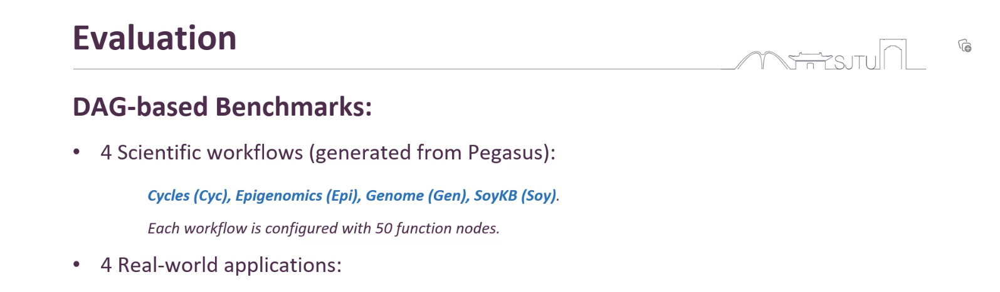 Evaluation
SJTU
DAG-based Benchmarks:
• 4 Scientific workflows (generated from Pegasus):
Cycles (Cyc), Epigenomics (Epi), Genome (Gen), SoyKB (Soy).
Each workflow is configured with 50 function nodes.
• 4 Real-world applications: